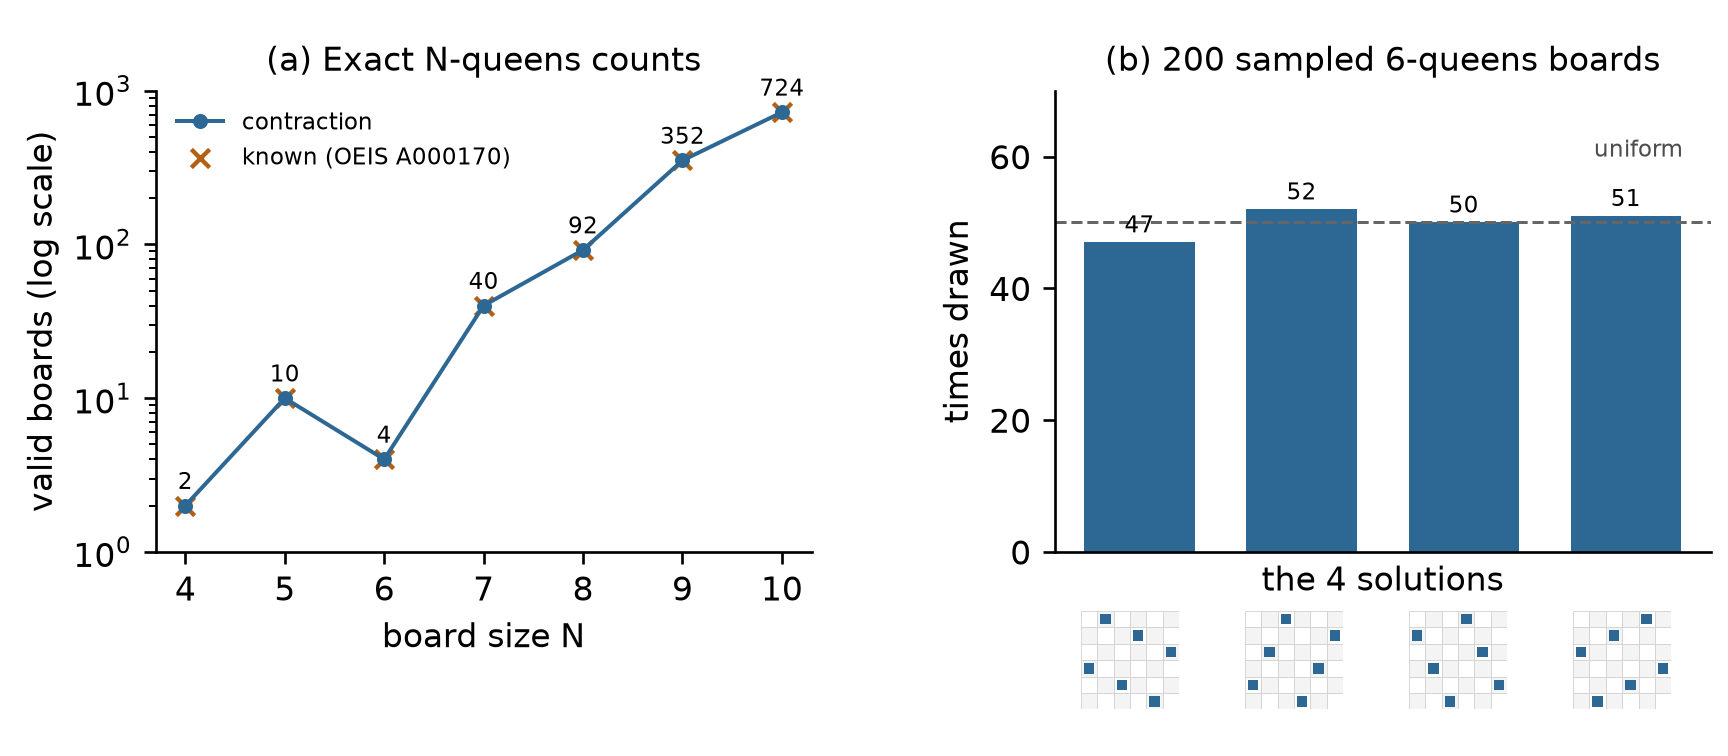 (a) Exact N-queens counts
valid boards (log scale)
10³
10²
10¹
10⁰
contraction
known (OEIS A000170)
2
10
4
40
92
352
724
4 5 6 7 8 9 10
board size N
(b) 200 sampled 6-queens boards
times drawn
60
40
20
0
uniform
47
52
50
51
the 4 solutions